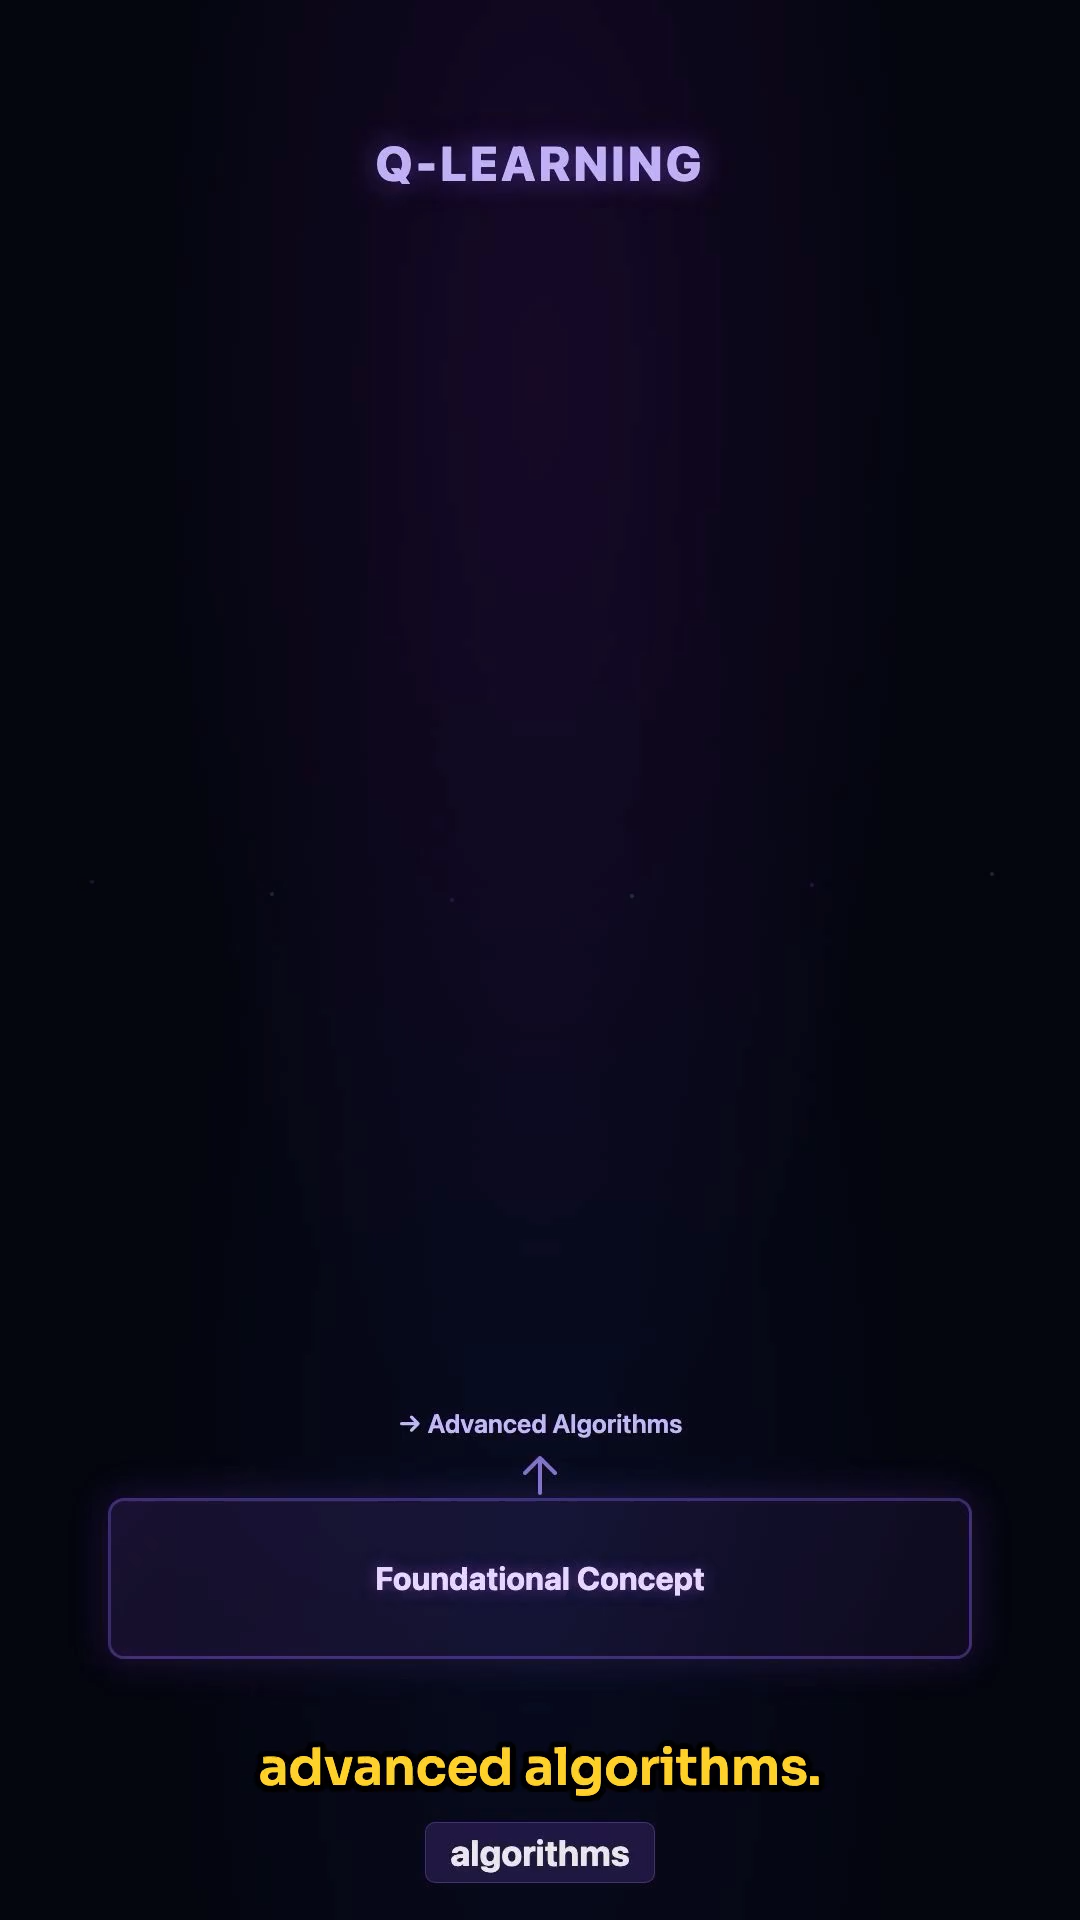 Q-LEARNING
→ Advanced Algorithms
Foundational Concept
advanced algorithms.
algorithms